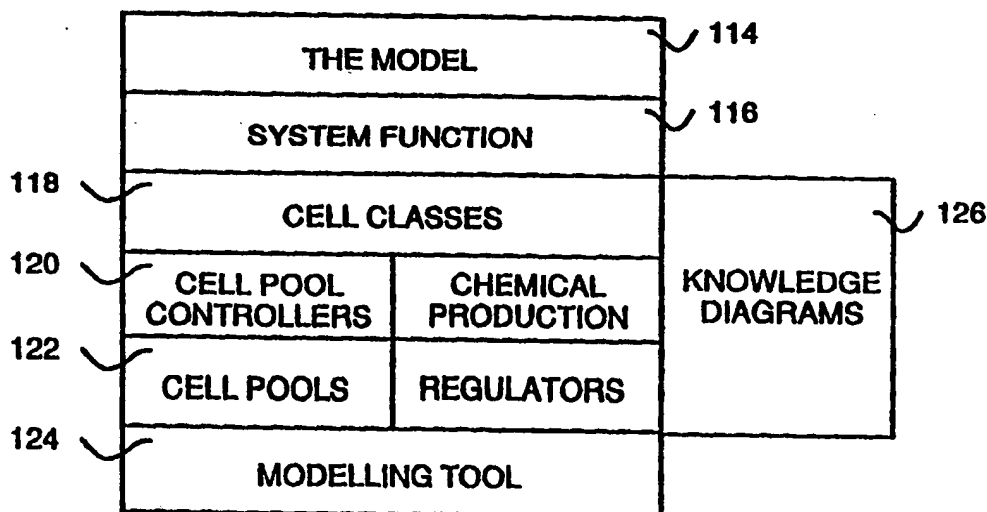 THE MODEL
114
SYSTEM FUNCTION
116
118
CELL CLASSES
126
120
CELL POOL
CONTROLLERS
CHEMICAL
PRODUCTION
KNOWLEDGE
DIAGRAMS
122
CELL POOLS
REGULATORS
124
MODELLING TOOL